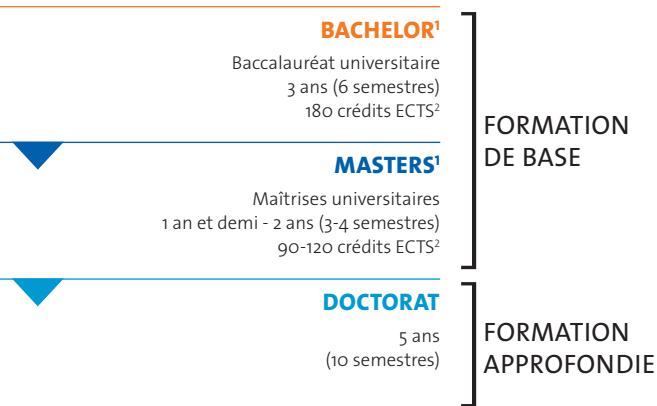 BACHELOR¹
Baccalauréat universitaire
3 ans (6 semestres)
180 crédits ECTS²
FORMATION
DE BASE
MASTERS¹
Maîtrises universitaires
1 an et demi - 2 ans (3-4 semestres)
90-120 crédits ECTS²
DOCTORAT
5 ans
(10 semestres)
FORMATION
APPROFONDIE